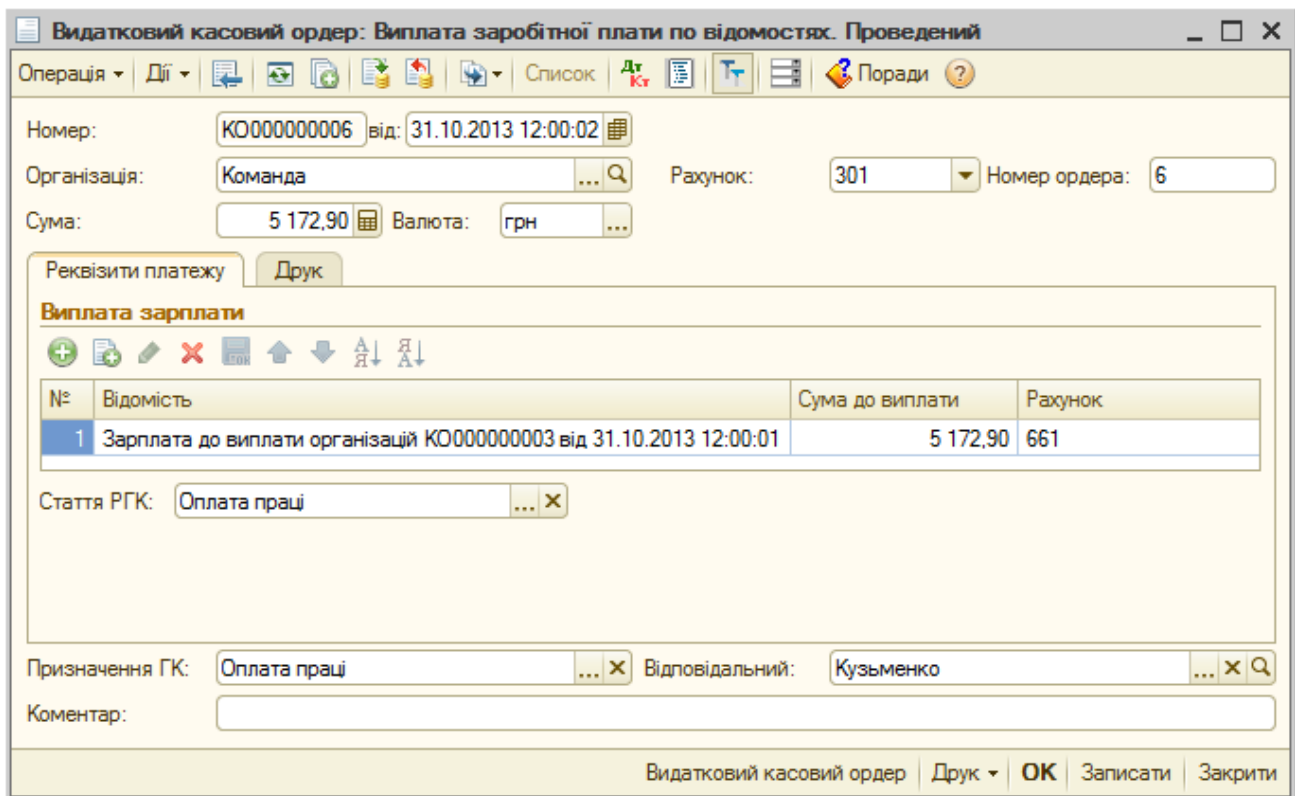 Видатковий касовий ордер: Виплата заробітної плати по відомостях. Проведений
Операція Дії Список Дт Кт Поради
Номер: КО000000006 від: 31.10.2013 12:00:02
Організація: Команда ... Рахунок: 301 Номер ордера: 6
Сума: 5 172,90 Валюта: грн ...
Реквізити платежу Друк
Виплата зарплати
№ Відомість Сума до виплати Рахунок
1 Зарплата до виплати організацій КО000000003 від 31.10.2013 12:00:01 5 172,90 661
Стаття РГК: Оплата праці ...
Призначення ГК: Оплата праці ... Відповідальний: Кузьменко ...
Коментар:
Видатковий касовий ордер Друк OK Записати Закрити